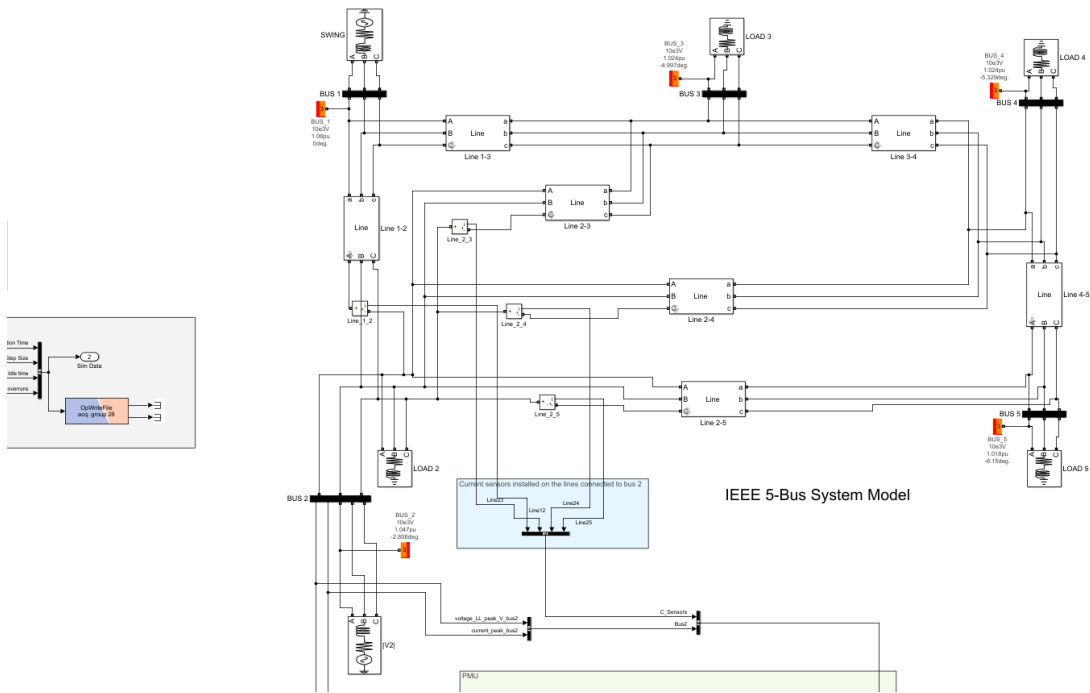 SWING
A B C
BUS 1
BUS_1
10e3V
1.06pu
0deg.
BUS_3
10e3V
1.024pu
-4.997deg.
A B C
LOAD 3
BUS 3
BUS_4
10e3V
1.024pu
-5.329deg.
A B C
LOAD 4
BUS 4
A
B
Line
a
b
c
Line 1-3
A
B
Line
a
b
c
Line 3-4
a b c
Line
A B C
Line 1-2
A
B
Line
a
b
c
Line 2-3
Line_2_3
A
B
Line
a
b
c
Line 2-4
Line_1_2
Line_2_4
a b c
Line
A B C
Line 4-5
A
B
Line
a
b
c
Line 2-5
Line_2_5
Idle time
2
Sim Data
OpWriteFile
acq. group 28
A B C
LOAD 2
BUS 5
BUS_5
10e3V
1.018pu
-6.15deg.
A B C
LOAD 5
BUS 2
BUS_2
10e3V
1.047pu
-2.806deg.
Current sensors installed on the lines connected to bus 2
Line23
Line12
Line24
Line25
IEEE 5-Bus System Model
A B C
|V2|
voltage_LL_peak_V_bus2
current_peak_bus2
C_Sensors
Bus2
PMU